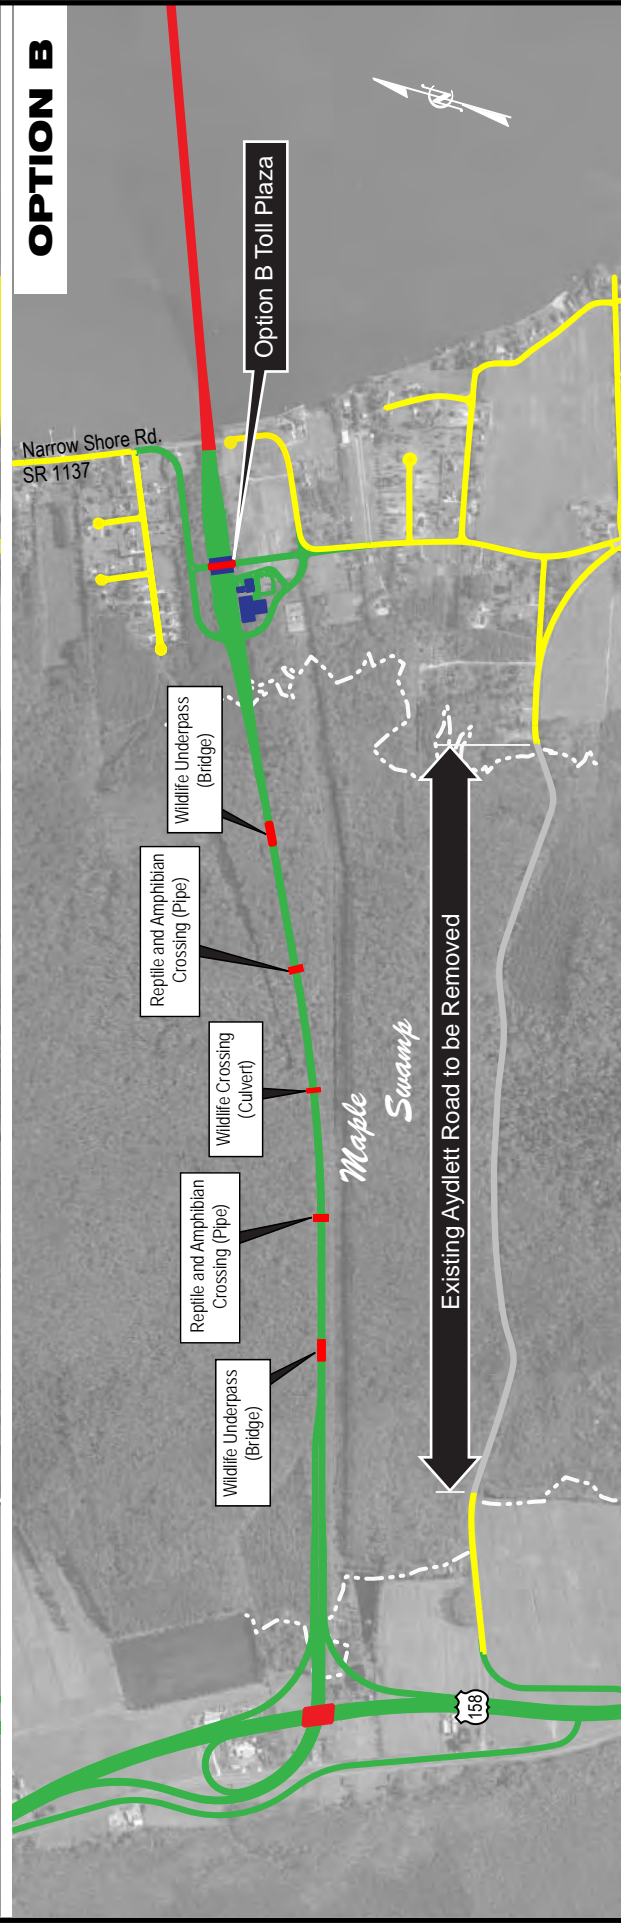 OPTION B
N
Option B Toll Plaza
Narrow Shore Rd.
SR 1137
Wildlife Underpass
(Bridge)
Reptile and Amphibian
Crossing (Pipe)
Wildlife Crossing
(Culvert)
Reptile and Amphibian
Crossing (Pipe)
Wildlife Underpass
(Bridge)
Maple
Swamp
Existing Aydlett Road to be Removed
158